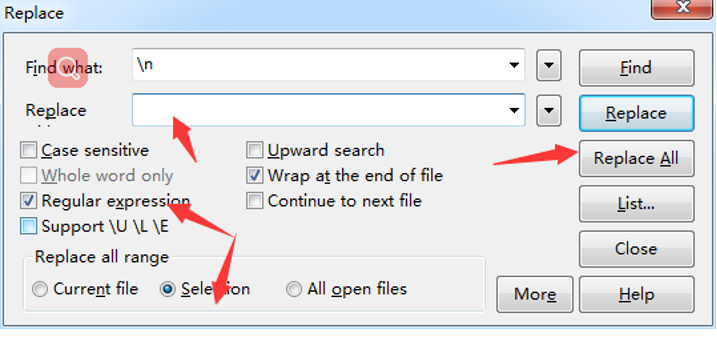 Replace
Find what: \n Find
Replace Replace
Case sensitive Upward search Replace All
Whole word only Wrap at the end of file
Regular expression Continue to next file List...
Support \U \L \E
Replace all range Close
Current file Selection All open files More Help